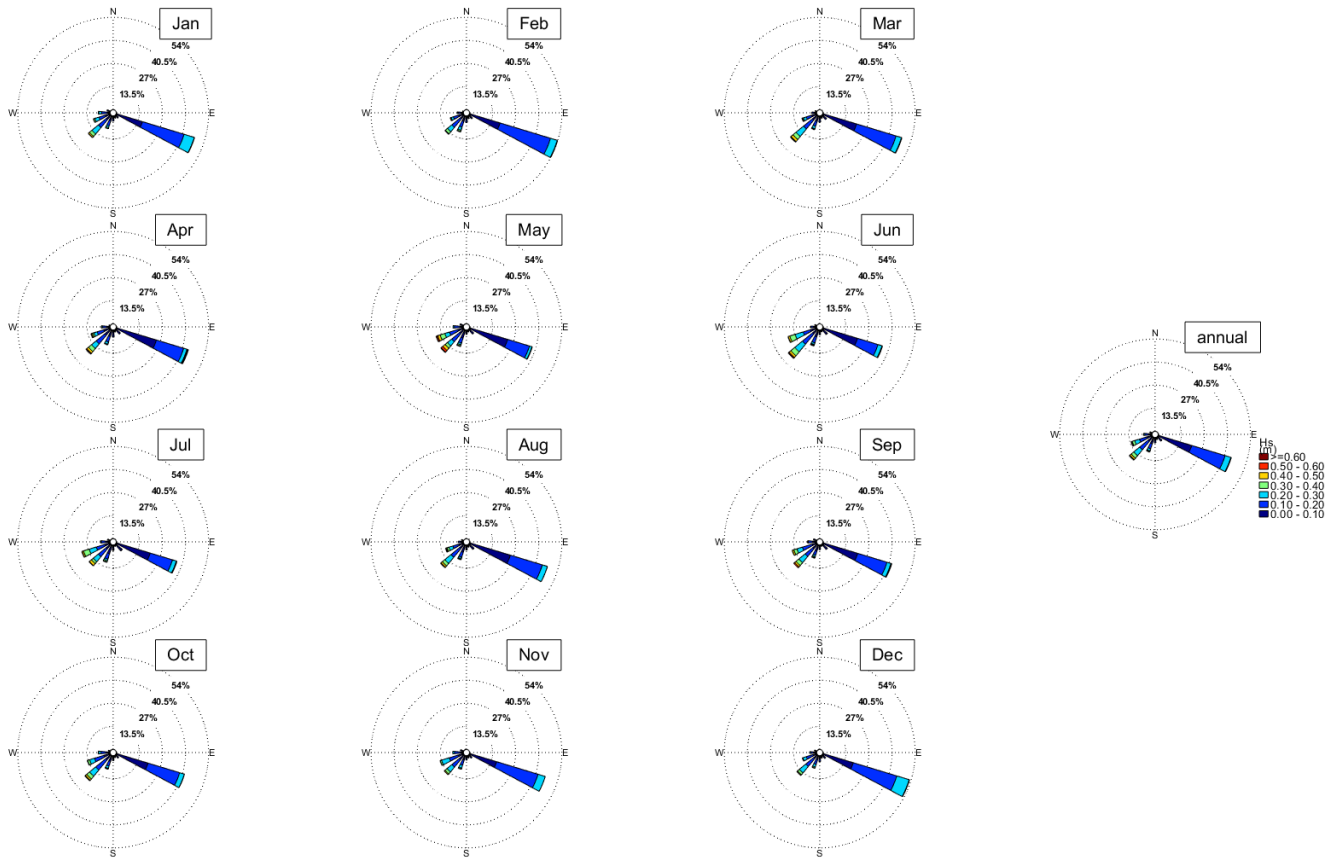 N
Jan
54%
40.5%
27%
13.5%
W
E
S
N
Feb
54%
40.5%
27%
13.5%
W
E
S
N
Mar
54%
40.5%
27%
13.5%
W
E
S
N
Apr
54%
40.5%
27%
13.5%
W
E
S
N
May
54%
40.5%
27%
13.5%
W
E
S
N
Jun
54%
40.5%
27%
13.5%
W
E
S
N
Jul
54%
40.5%
27%
13.5%
W
E
S
N
Aug
54%
40.5%
27%
13.5%
W
E
S
N
Sep
54%
40.5%
27%
13.5%
W
E
S
N
Oct
54%
40.5%
27%
13.5%
W
E
S
N
Nov
54%
40.5%
27%
13.5%
W
E
S
N
Dec
54%
40.5%
27%
13.5%
W
E
S
N
annual
54%
40.5%
27%
13.5%
W
E
S
Hs
(m)
>=0.60
0.50 - 0.60
0.40 - 0.50
0.30 - 0.40
0.20 - 0.30
0.10 - 0.20
0.00 - 0.10